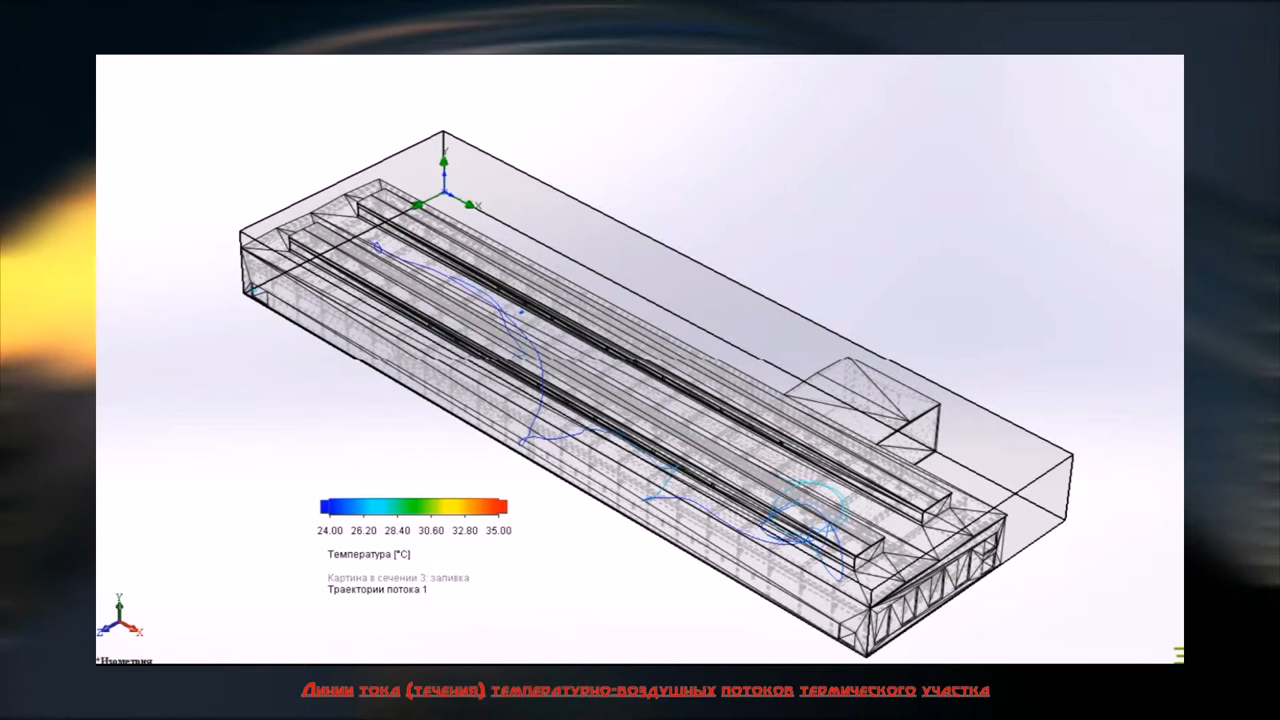 Y
X
24.00 26.20 28.40 30.60 32.80 35.00
Температура [°C]
Картина в сечении 3: заливка
Траектории потока 1
Y
Z X
*Изометрия
Линии тока (течения) температурно-воздушных потоков термического участка